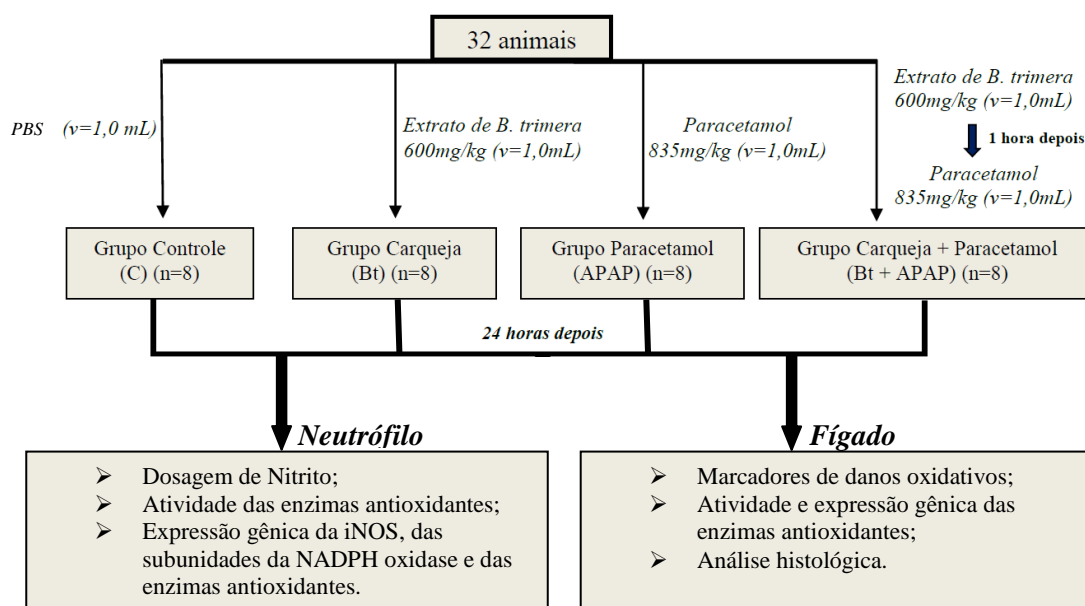 32 animais
PBS (v=1,0 mL)
Extrato de B. trimera
600mg/kg (v=1,0mL)
Paracetamol
835mg/kg (v=1,0mL)
Extrato de B. trimera
600mg/kg (v=1,0mL)
1 hora depois
Paracetamol
835mg/kg (v=1,0mL)
Grupo Controle
(C) (n=8)
Grupo Carqueja
(Bt) (n=8)
Grupo Paracetamol
(APAP) (n=8)
Grupo Carqueja + Paracetamol
(Bt + APAP) (n=8)
24 horas depois
Neutrófilo
➢ Dosagem de Nitrito;
➢ Atividade das enzimas antioxidantes;
➢ Expressão gênica da iNOS, das
subunidades da NADPH oxidase e das
enzimas antioxidantes.
Fígado
➢ Marcadores de danos oxidativos;
➢ Atividade e expressão gênica das
enzimas antioxidantes;
➢ Análise histológica.